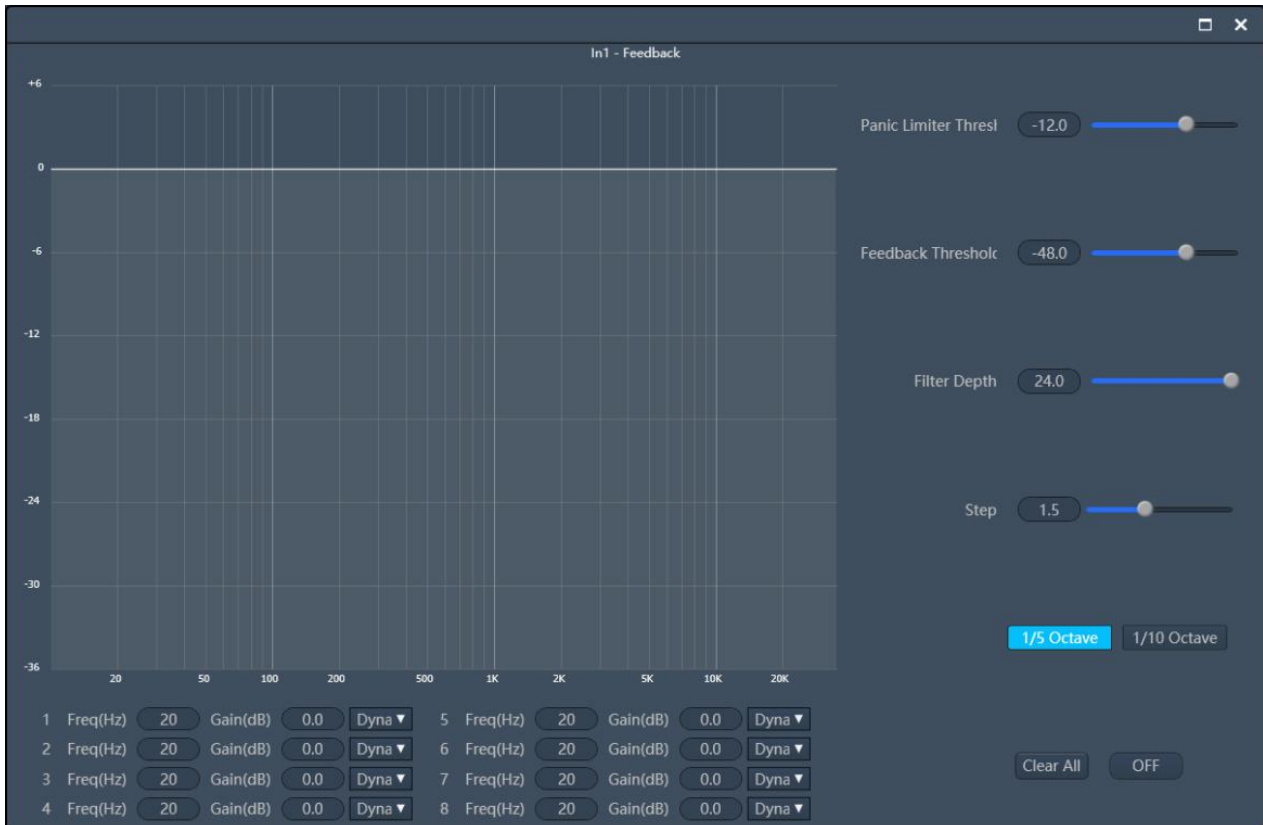 In1 - Feedback
+6
0
-6
-12
-18
-24
-30
-36
20 50 100 200 500 1K 2K 5K 10K 20K
Panic Limiter Thresh -12.0
Feedback Threshold -48.0
Filter Depth 24.0
Step 1.5
1/5 Octave 1/10 Octave
1 Freq(Hz) 20 Gain(dB) 0.0 Dyna▼ 5 Freq(Hz) 20 Gain(dB) 0.0 Dyna▼
2 Freq(Hz) 20 Gain(dB) 0.0 Dyna▼ 6 Freq(Hz) 20 Gain(dB) 0.0 Dyna▼
3 Freq(Hz) 20 Gain(dB) 0.0 Dyna▼ 7 Freq(Hz) 20 Gain(dB) 0.0 Dyna▼
4 Freq(Hz) 20 Gain(dB) 0.0 Dyna▼ 8 Freq(Hz) 20 Gain(dB) 0.0 Dyna▼
Clear All OFF